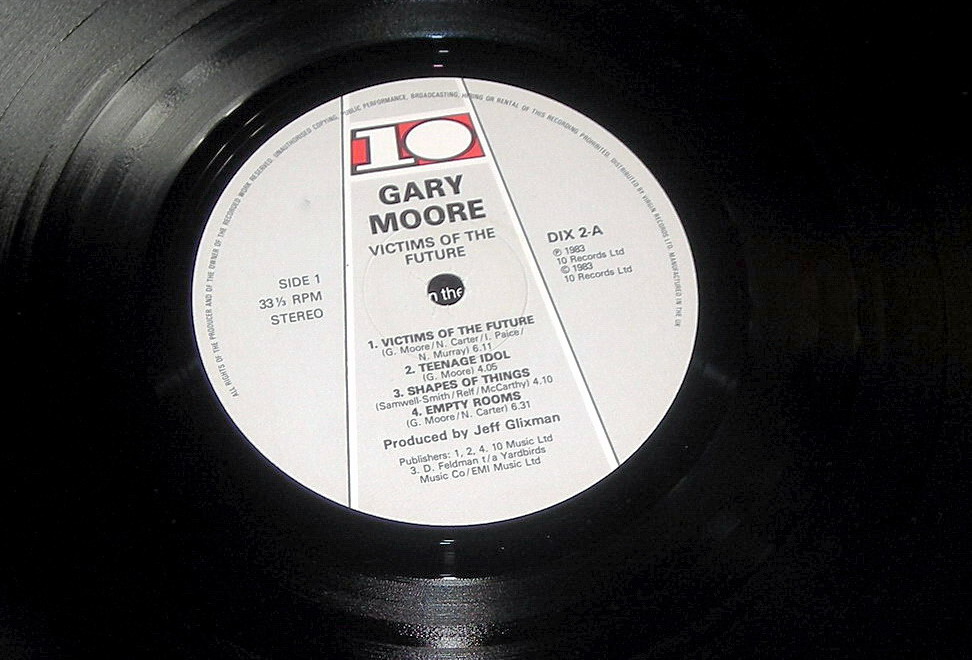 ALL RIGHTS OF THE PRODUCER AND OF THE OWNER OF THE RECORDED WORK RESERVED. UNAUTHORISED COPYING, PUBLIC PERFORMANCE, BROADCASTING, HIRING OR RENTAL OF THIS RECORDING PROHIBITED. DISTRIBUTED BY VIRGIN RECORDS LTD. MANUFACTURED IN THE UK
10
GARY
MOORE
VICTIMS OF THE
FUTURE
SIDE 1
33⅓ RPM
STEREO
DIX 2-A
℗ 1983
10 Records Ltd
© 1983
10 Records Ltd
n the
1. VICTIMS OF THE FUTURE
(G. Moore/N. Carter/I. Paice/
N. Murray) 6.11
2. TEENAGE IDOL
(G. Moore) 4.05
3. SHAPES OF THINGS
(Samwell-Smith/Relf/McCarthy) 4.10
4. EMPTY ROOMS
(G. Moore/N. Carter) 6.31
Produced by Jeff Glixman
Publishers: 1, 2, 4. 10 Music Ltd
3. D. Feldman t/a Yardbirds
Music Co/EMI Music Ltd